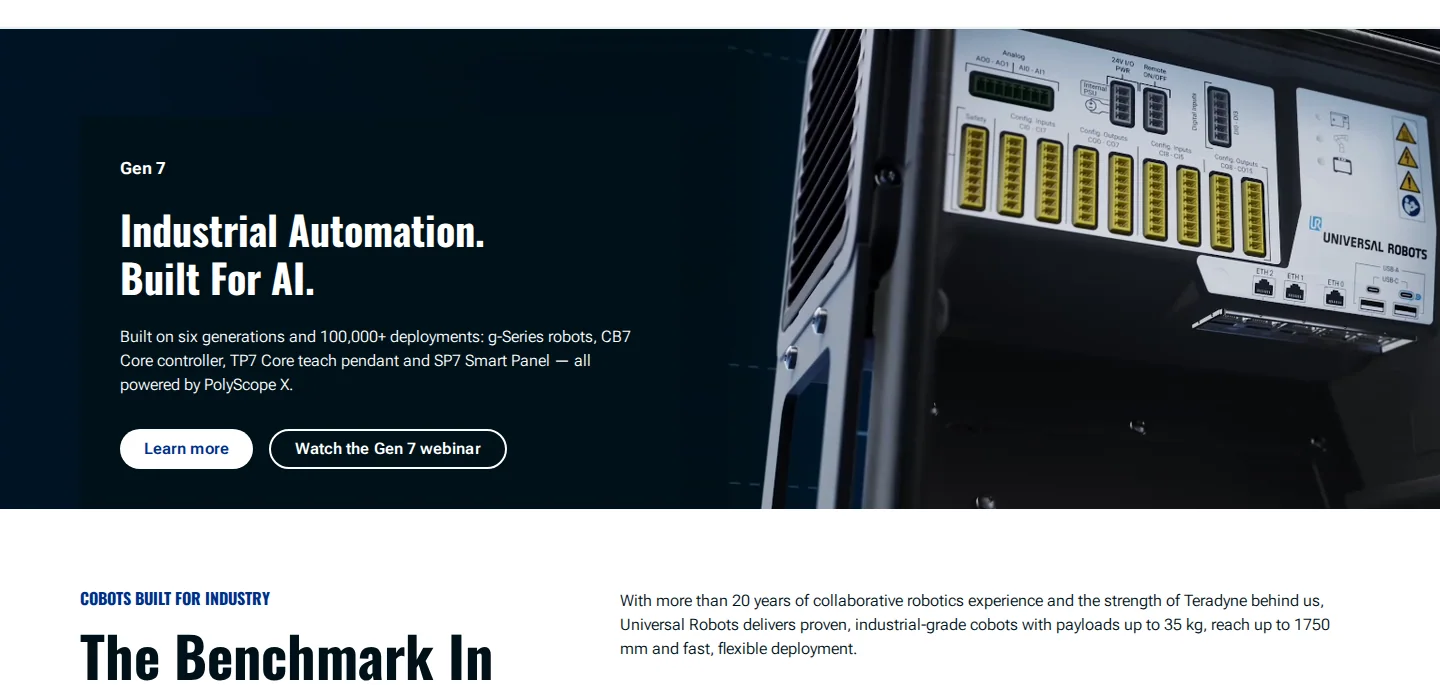 Gen 7
Industrial Automation.
Built For AI.
Built on six generations and 100,000+ deployments: g-Series robots, CB7
Core controller, TP7 Core teach pendant and SP7 Smart Panel — all
powered by PolyScope X.
Learn more
Watch the Gen 7 webinar
Analog
AO0 - AO1
AI0 - AI1
24V I/O
PWR
Remote
ON/OFF
Internal
PSU
Digital Inputs
Safety
Config. Inputs
CI0 - CI7
Config. Outputs
CO0 - CO7
Config. Inputs
Config. Outputs
CO8 - CO15
UR
UNIVERSAL ROBOTS
ETH 2
ETH 1
ETH 0
USB-A
USB-C
COBOTS BUILT FOR INDUSTRY
The Benchmark In
With more than 20 years of collaborative robotics experience and the strength of Teradyne behind us,
Universal Robots delivers proven, industrial-grade cobots with payloads up to 35 kg, reach up to 1750
mm and fast, flexible deployment.